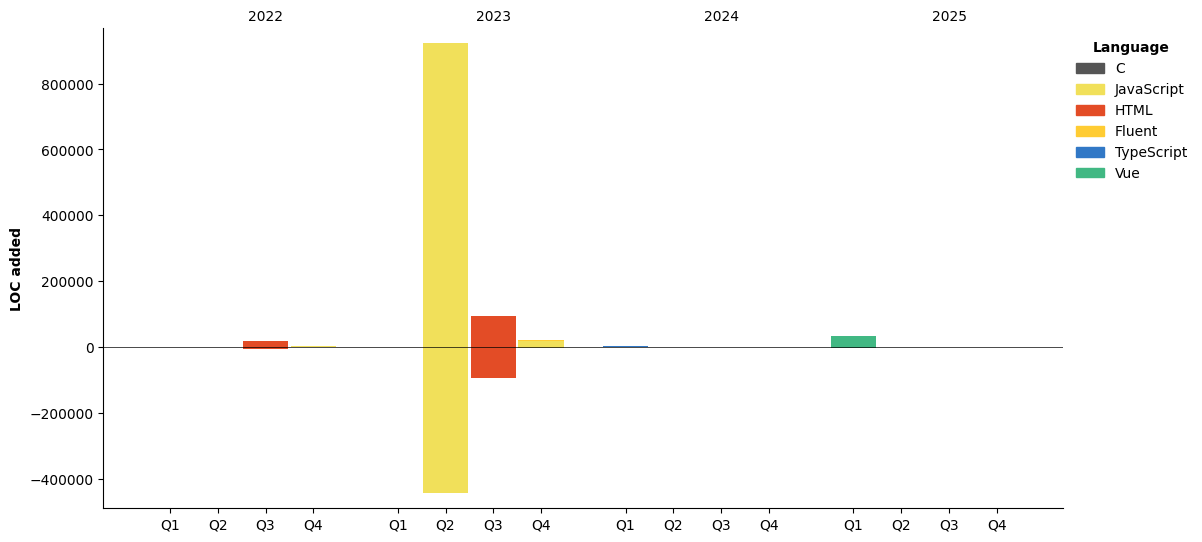 2022 2023 2024 2025
Language
C
JavaScript
HTML
Fluent
TypeScript
Vue
LOC added
800000
600000
400000
200000
0
−200000
−400000
Q1 Q2 Q3 Q4 Q1 Q2 Q3 Q4 Q1 Q2 Q3 Q4 Q1 Q2 Q3 Q4